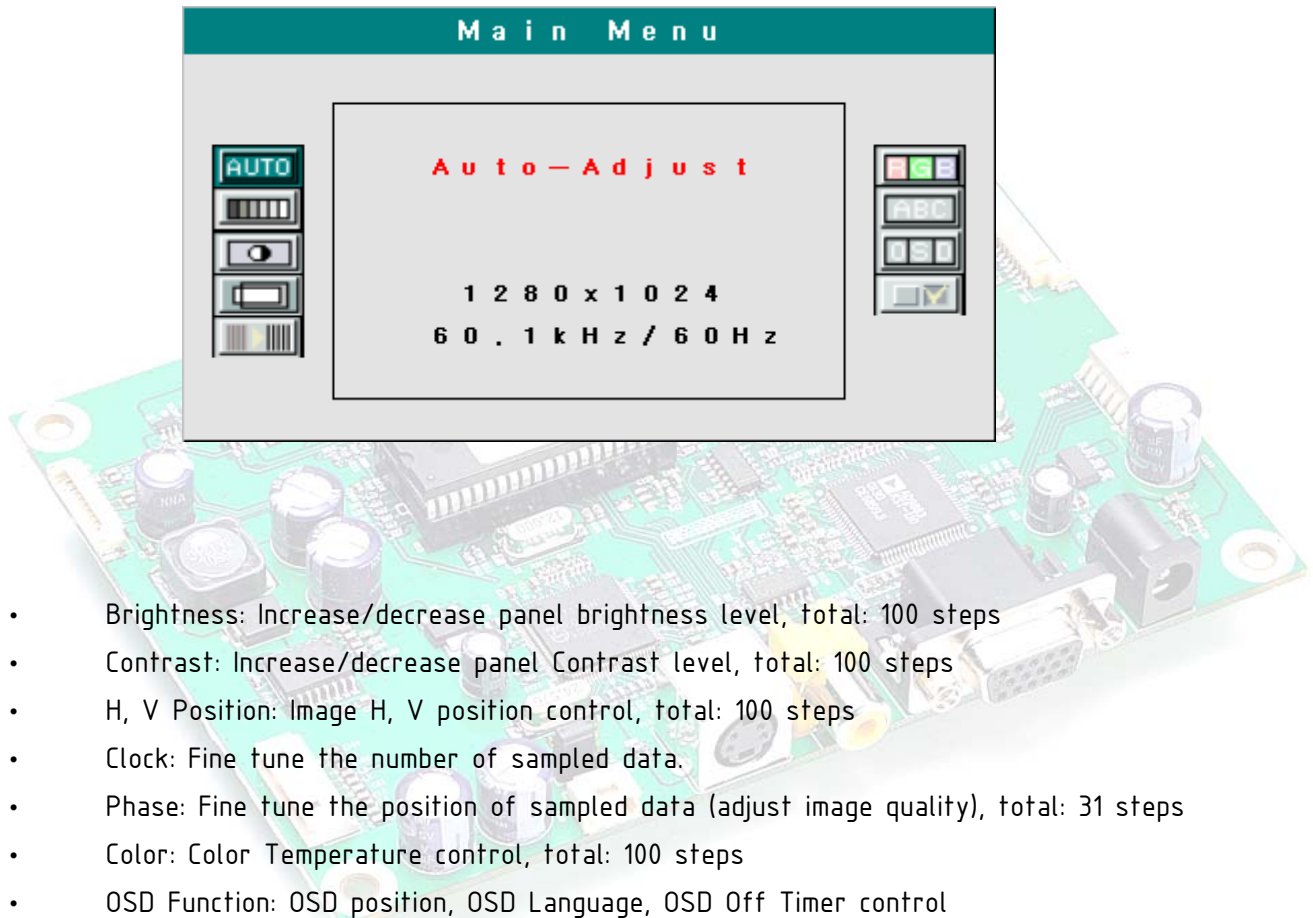 Main Menu
AUTO
Auto-Adjust
1280x1024
60.1kHz/60Hz
RGB
ABC
OSD
• Brightness: Increase/decrease panel brightness level, total: 100 steps
• Contrast: Increase/decrease panel Contrast level, total: 100 steps
• H, V Position: Image H, V position control, total: 100 steps
• Clock: Fine tune the number of sampled data.
• Phase: Fine tune the position of sampled data (adjust image quality), total: 31 steps
• Color: Color Temperature control, total: 100 steps
• OSD Function: OSD position, OSD Language, OSD Off Timer control